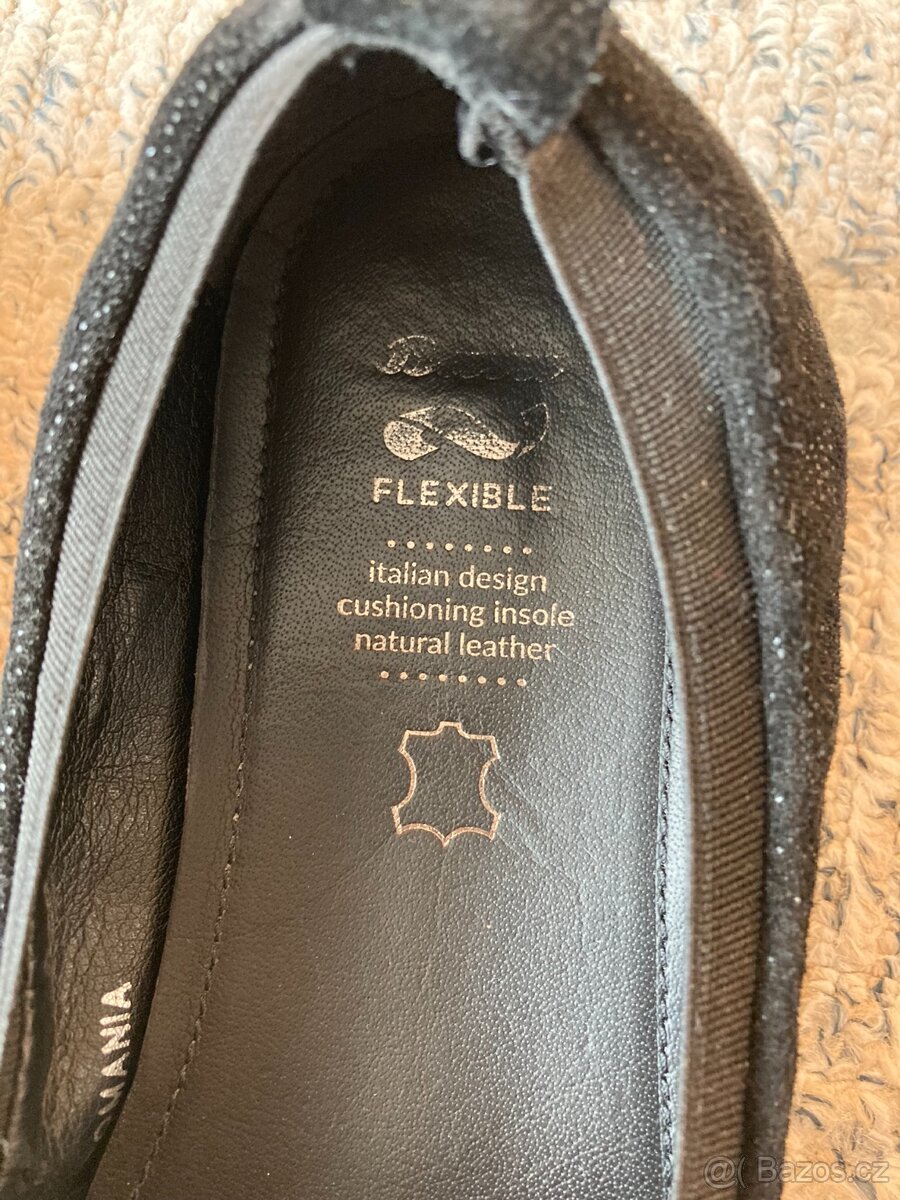 FLEXIBLE
italian design
cushioning insole
natural leather
@( Bazos.cz